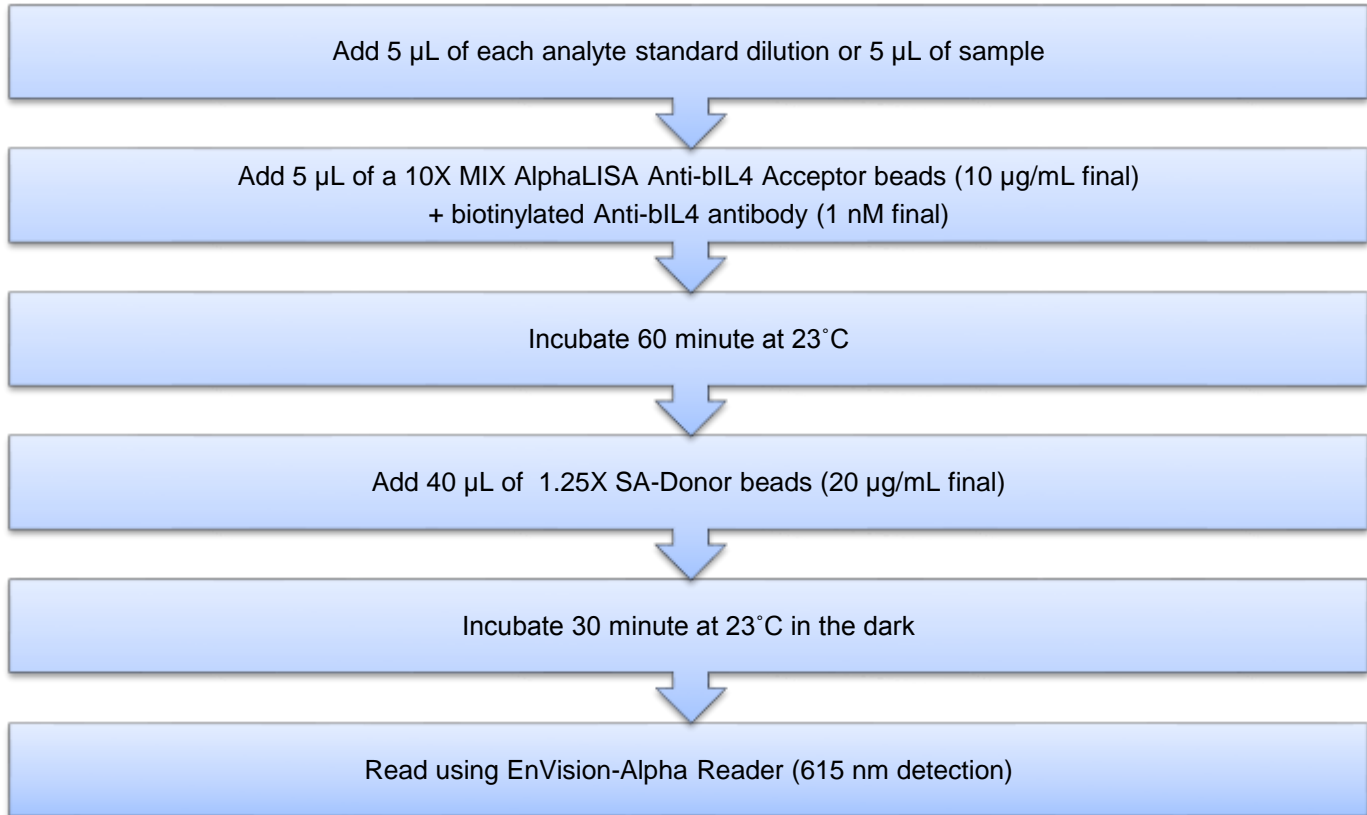 Add 5 µL of each analyte standard dilution or 5 µL of sample
Add 5 µL of a 10X MIX AlphaLISA Anti-bIL4 Acceptor beads (10 µg/mL final)
+ biotinylated Anti-bIL4 antibody (1 nM final)
Incubate 60 minute at 23˚C
Add 40 µL of  1.25X SA-Donor beads (20 µg/mL final)
Incubate 30 minute at 23˚C in the dark
Read using EnVision-Alpha Reader (615 nm detection)